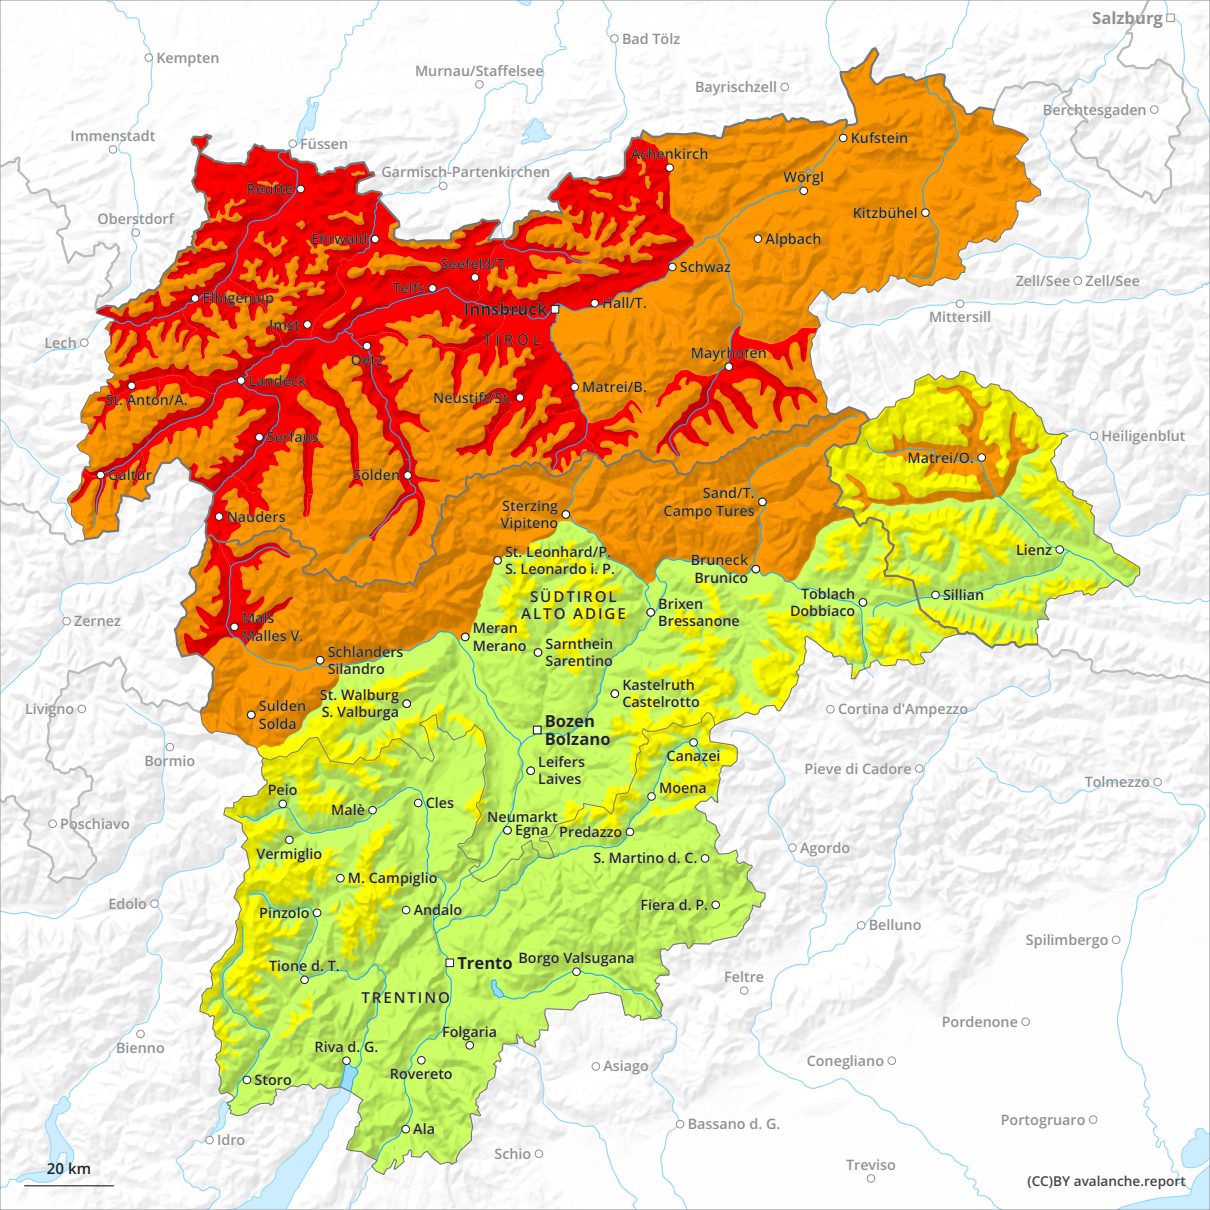 Salzburg
Bad Tölz
Kempten
Murnau/Staffelsee
Bayrischzell
Berchtesgaden
Immenstadt
Füssen
Kufstein
Achenkirch
Garmisch-Partenkirchen
Wörgl
Reutte
Oberstdorf
Kitzbühel
Ehrwald
Alpbach
Seefeld/T.
Schwaz
Zell/See
Zell/See
Telfs
Elbigenalp
Innsbruck
Hall/T.
Mittersill
Imst
TIROL
Lech
Oetz
Mayrhofen
Landeck
Matrei/B.
St. Anton/A.
Neustift/St.
Serfaus
Heiligenblut
Matrei/O.
Galtür
Sölden
Sand/T.
Campo Tures
Sterzing
Vipiteno
Nauders
St. Leonhard/P.
S. Leonardo i. P.
Lienz
Bruneck
Brunico
SÜDTIROL
ALTO ADIGE
Toblach
Dobbiaco
Sillian
Brixen
Bressanone
Zernez
Mals
Malles V.
Meran
Merano
Sarnthein
Sarentino
Schlanders
Silandro
Kastelruth
Castelrotto
St. Walburg
S. Valburga
Sulden
Solda
Livigno
Cortina d'Ampezzo
Bozen
Bolzano
Bormio
Canazei
Leifers
Laives
Pieve di Cadore
Tolmezzo
Peio
Moena
Malè
Cles
Neumarkt
Egna
Predazzo
Poschiavo
Vermiglio
Agordo
S. Martino d. C.
M. Campiglio
Edolo
Pinzolo
Andalo
Fiera d. P.
Belluno
Spilimbergo
Trento
Borgo Valsugana
Tione d. T.
Feltre
TRENTINO
Pordenone
Folgaria
Bienno
Riva d. G.
Conegliano
Asiago
Rovereto
Storo
Portogruaro
Bassano d. G.
Ala
Idro
Schio
Treviso
20 km
(CC)BY avalanche.report